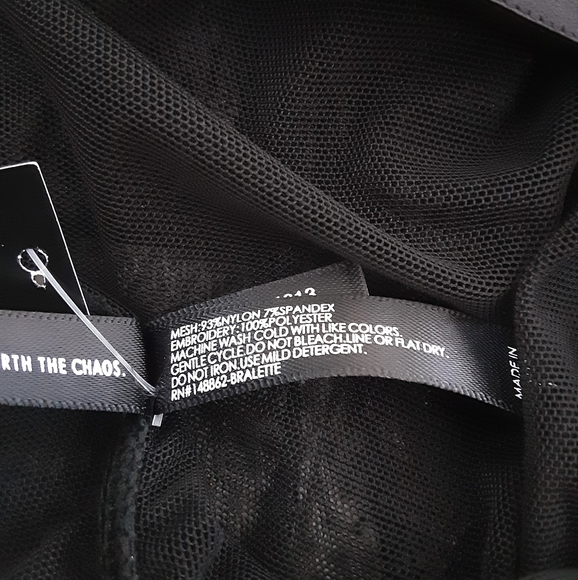 RTH THE CHAOS.
MESH: 93%NYLON 7%SPANDEX
EMBROIDERY: 100%POLYESTER
MACHINE WASH COLD WITH LIKE COLORS.
GENTLE CYCLE. DO NOT BLEACH. LINE OR FLAT DRY.
DO NOT IRON. USE MILD DETERGENT.
RN#148862-BRALETTE
MADE IN